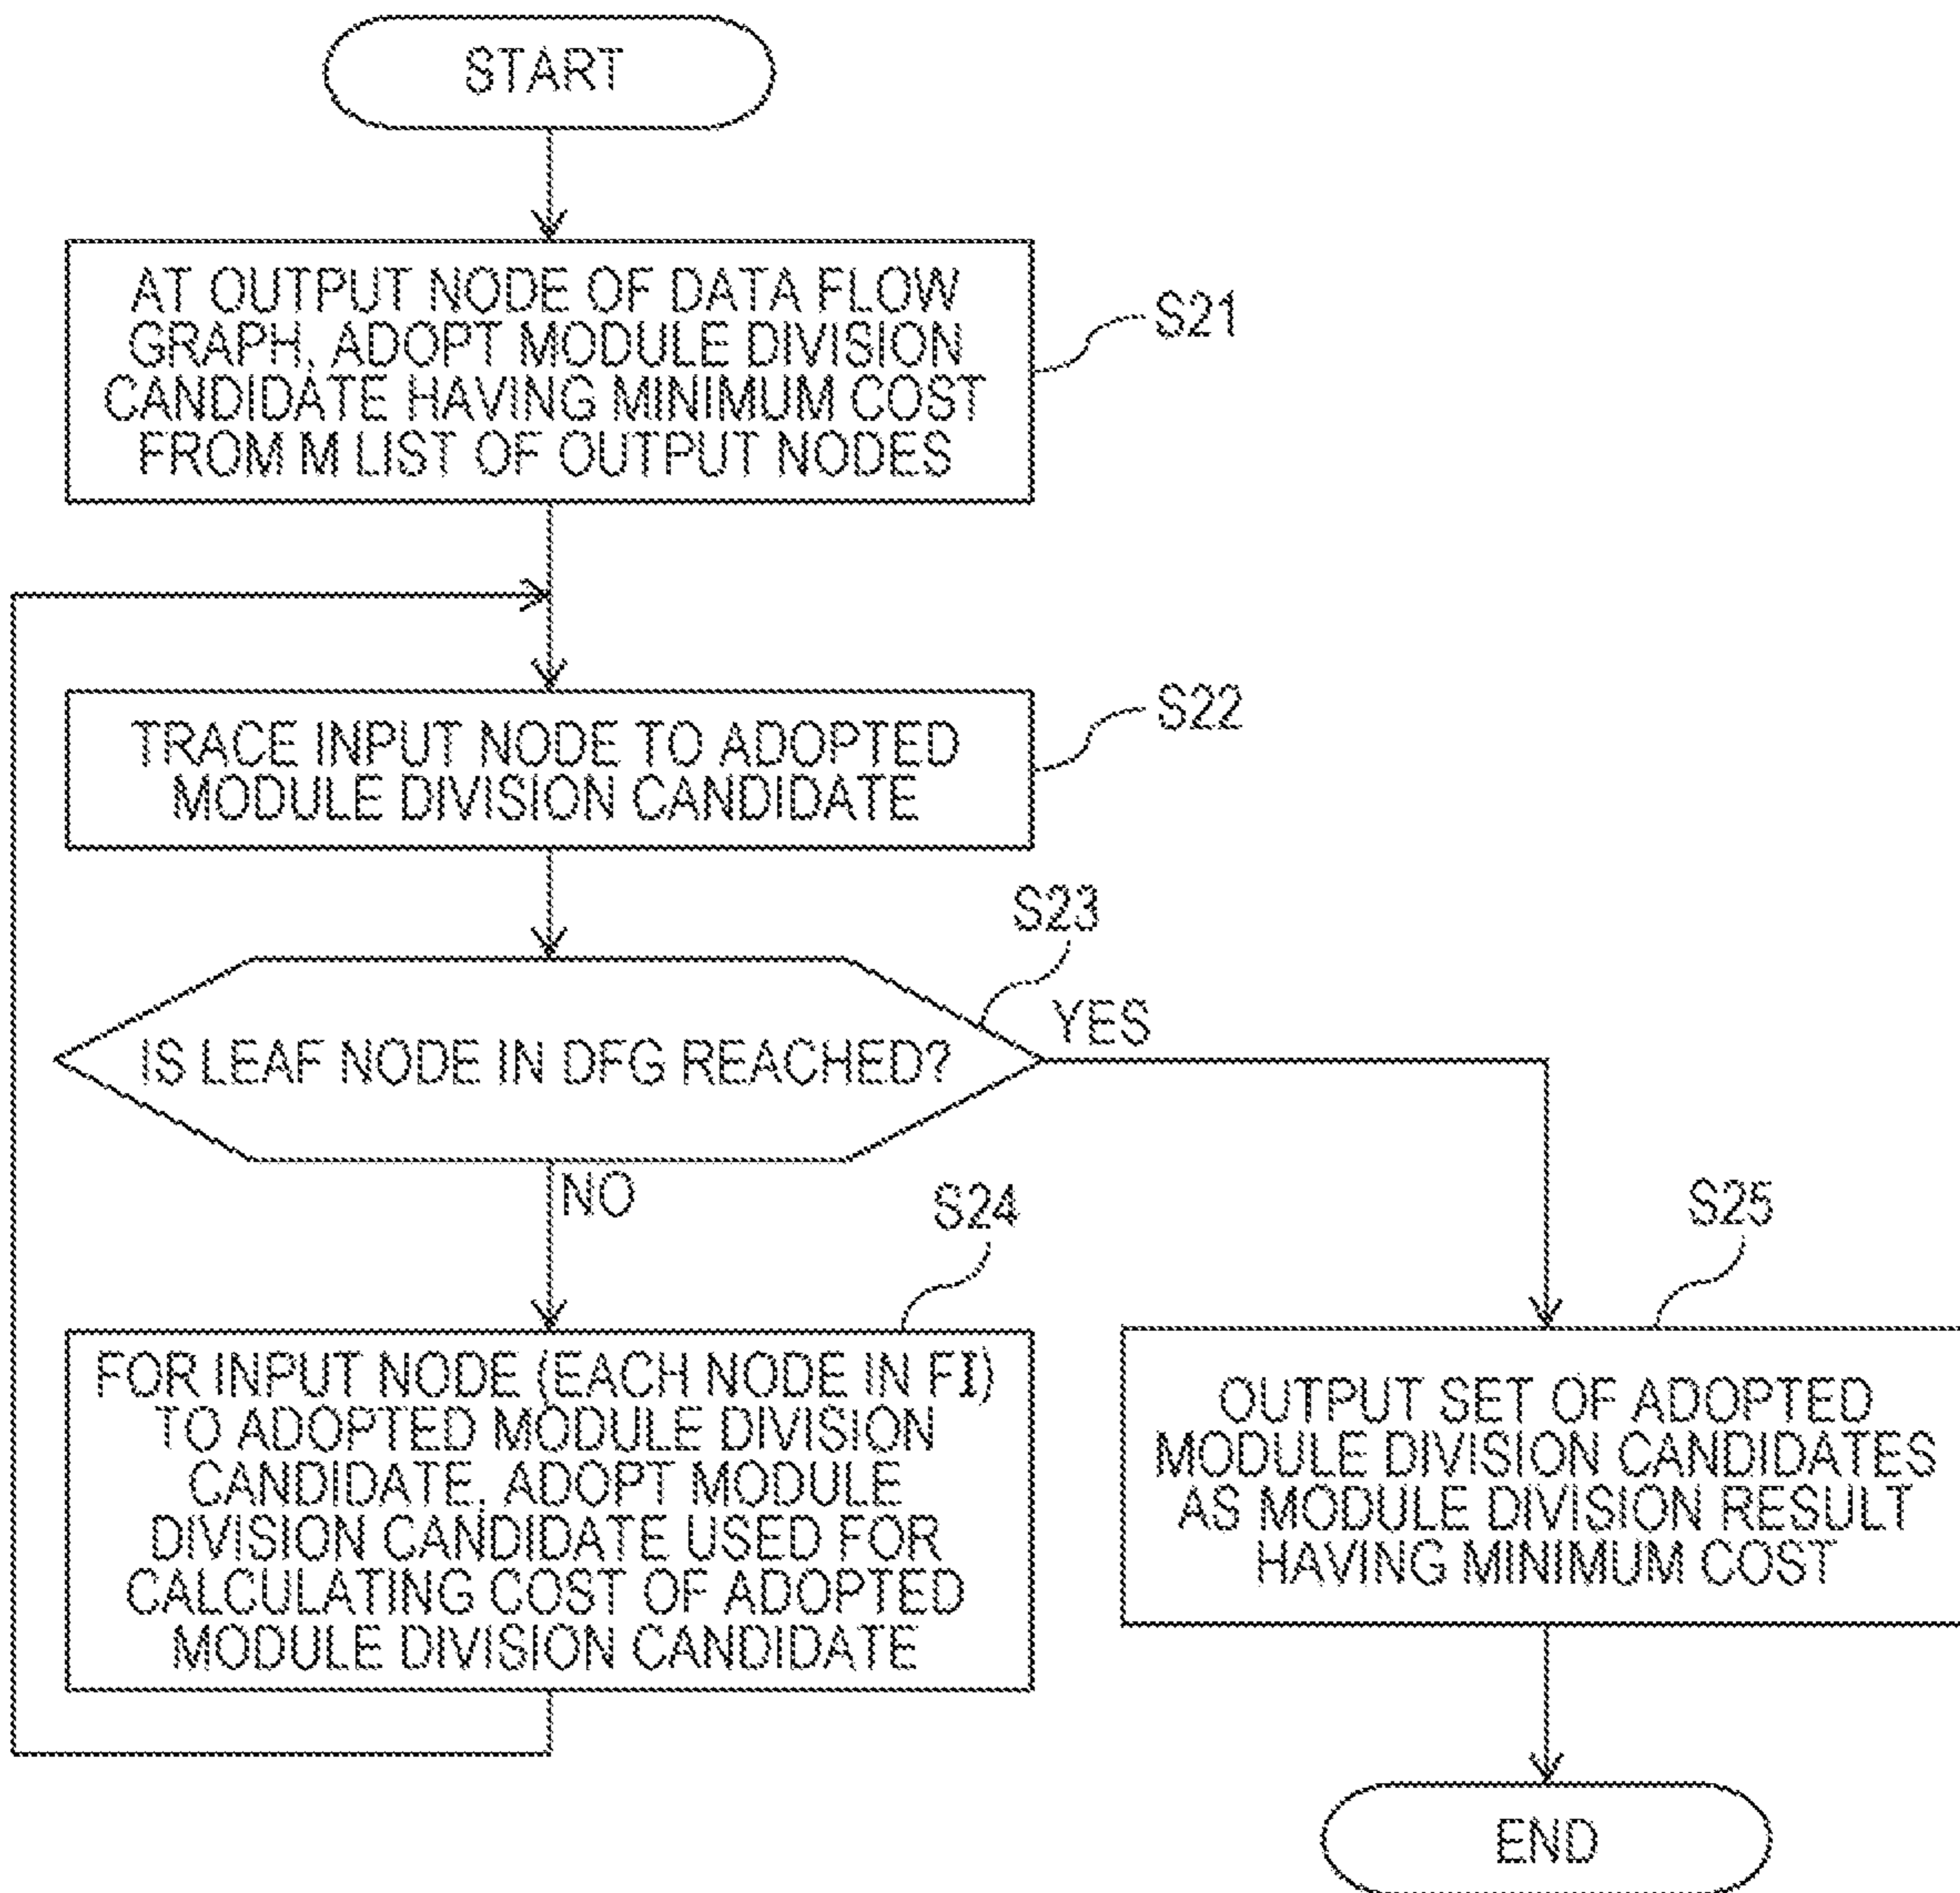 START
AT OUTPUT NODE OF DATA FLOW
GRAPH, ADOPT MODULE DIVISION
CANDIDATE HAVING MINIMUM COST
FROM M LIST OF OUTPUT NODES
S21
TRACE INPUT NODE TO ADOPTED
MODULE DIVISION CANDIDATE
S22
IS LEAF NODE IN DFG REACHED?
S23
YES
NO
S24
FOR INPUT NODE (EACH NODE IN FI)
TO ADOPTED MODULE DIVISION
CANDIDATE, ADOPT MODULE
DIVISION CANDIDATE USED FOR
CALCULATING COST OF ADOPTED
MODULE DIVISION CANDIDATE
S25
OUTPUT SET OF ADOPTED
MODULE DIVISION CANDIDATES
AS MODULE DIVISION RESULT
HAVING MINIMUM COST
END